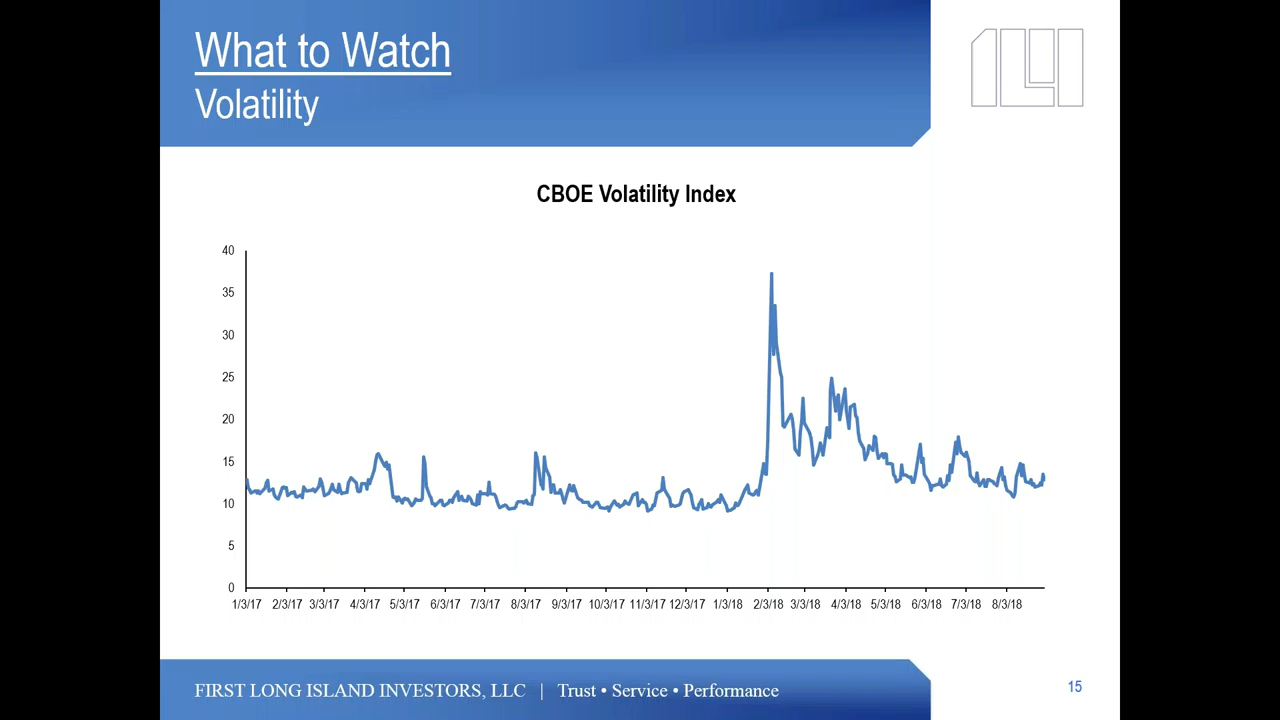 What to Watch
Volatility
CBOE Volatility Index
40
35
30
25
20
15
10
5
0
1/3/17 2/3/17 3/3/17 4/3/17 5/3/17 6/3/17 7/3/17 8/3/17 9/3/17 10/3/17 11/3/17 12/3/17 1/3/18 2/3/18 3/3/18 4/3/18 5/3/18 6/3/18 7/3/18 8/3/18
FIRST LONG ISLAND INVESTORS, LLC | Trust • Service • Performance
15